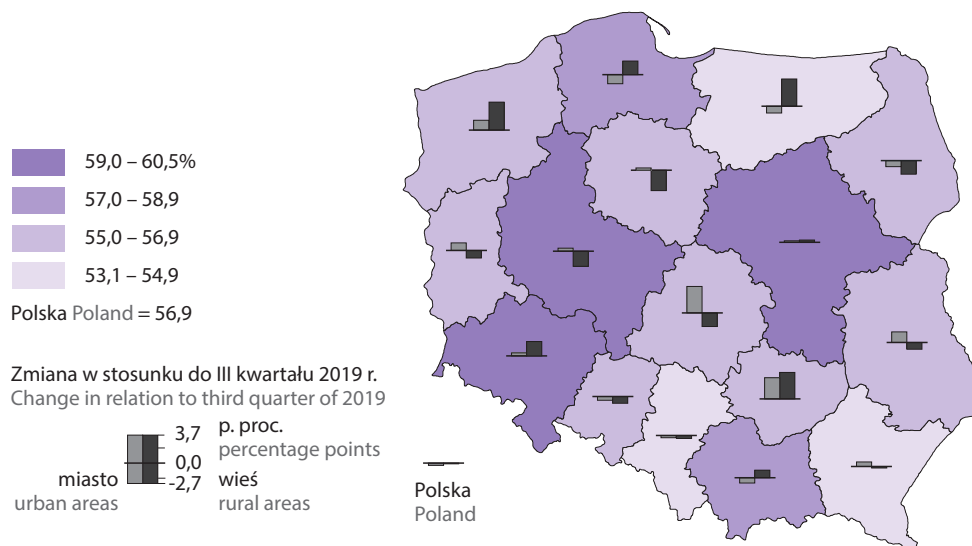 59,0 – 60,5%
57,0 – 58,9
55,0 – 56,9
53,1 – 54,9
Polska Poland = 56,9
Zmiana w stosunku do III kwartału 2019 r.
Change in relation to third quarter of 2019
3,7 p. proc.
percentage points
0,0
miasto -2,7 wieś
urban areas rural areas
Polska
Poland